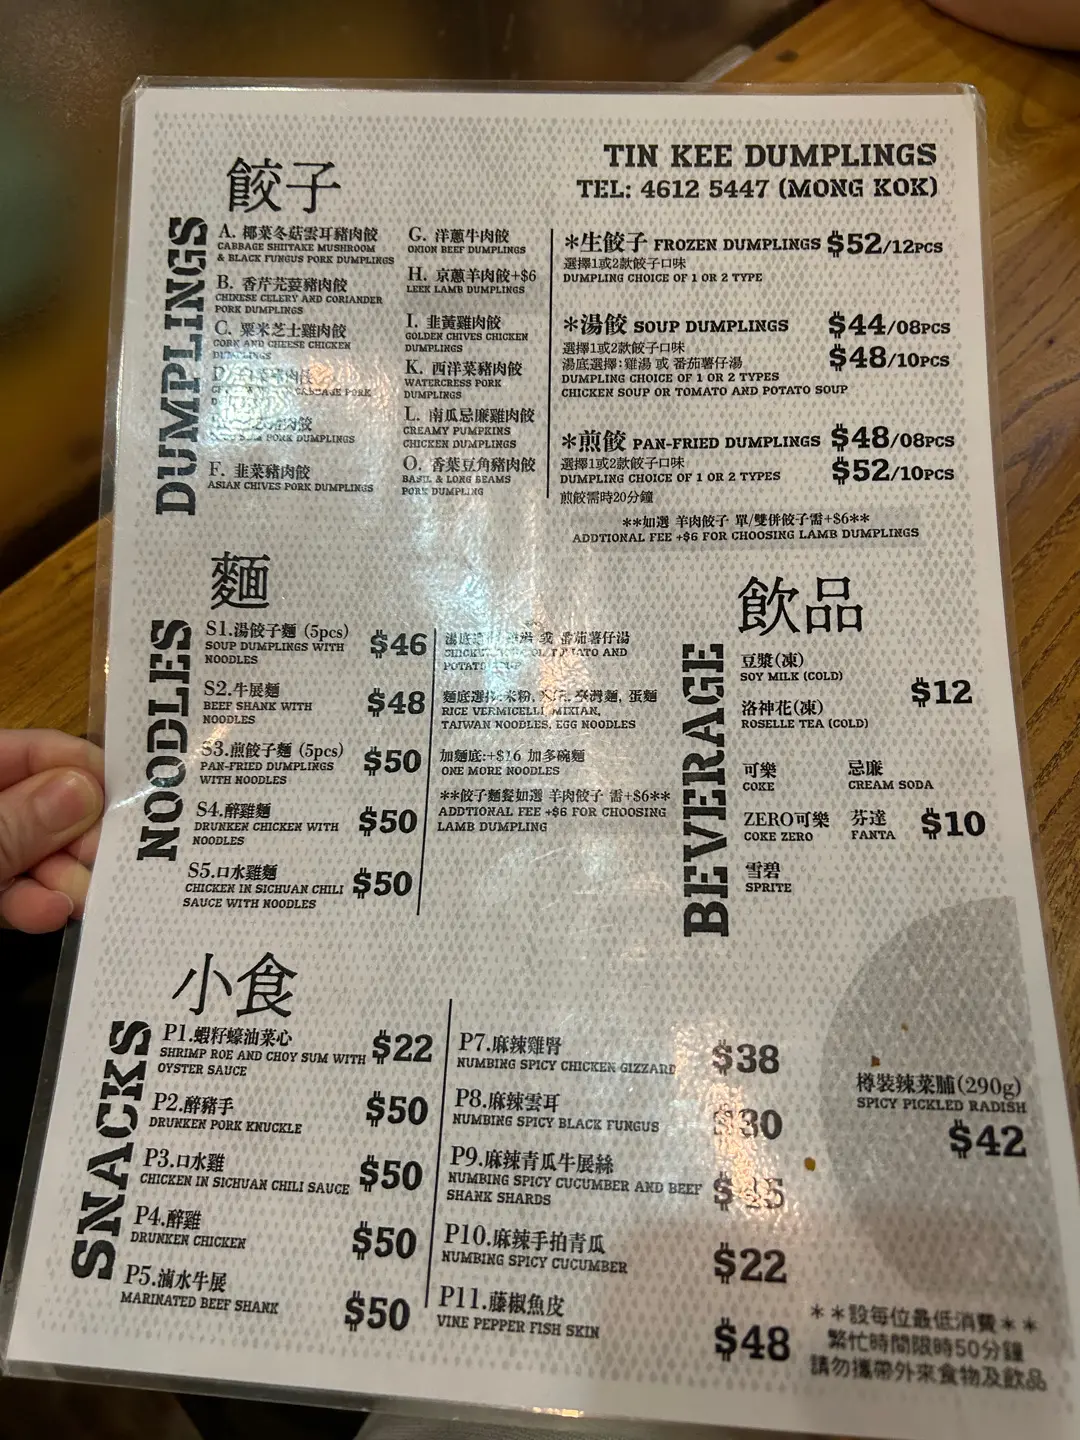 餃子
DUMPLINGS
TIN KEE DUMPLINGS
TEL: 4612 5447 (MONG KOK)
A. 椰菜冬菇雲耳豬肉餃
CABBAGE SHIITAKE MUSHROOM
& BLACK FUNGUS PORK DUMPLINGS
B. 香芹芫荽豬肉餃
CHINESE CELERY AND CORIANDER
PORK DUMPLINGS
C. 粟米芝士雞肉餃
CORN AND CHEESE CHICKEN
DUMPLINGS
CABBAGE PORK
PORK DUMPLINGS
F. 韭菜豬肉餃
ASIAN CHIVES PORK DUMPLINGS
G. 洋蔥牛肉餃
ONION BEEF DUMPLINGS
H. 京蔥羊肉餃+$6
LEEK LAMB DUMPLINGS
I. 韭黃雞肉餃
GOLDEN CHIVES CHICKEN
DUMPLINGS
K. 西洋菜豬肉餃
WATERCRESS PORK
DUMPLINGS
L. 南瓜忌廉雞肉餃
CREAMY PUMPKINS
CHICKEN DUMPLINGS
O. 香葉豆角豬肉餃
BASIL & LONG BEAMS
PORK DUMPLING
*生餃子 FROZEN DUMPLINGS $52/12PCS
選擇1或2款餃子口味
DUMPLING CHOICE OF 1 OR 2 TYPE
*湯餃 SOUP DUMPLINGS $44/08PCS
選擇1或2款餃子口味
湯底選擇:雞湯 或 番茄薯仔湯 $48/10PCS
DUMPLING CHOICE OF 1 OR 2 TYPES
CHICKEN SOUP OR TOMATO AND POTATO SOUP
*煎餃 PAN-FRIED DUMPLINGS $48/08PCS
選擇1或2款餃子口味
DUMPLING CHOICE OF 1 OR 2 TYPES $52/10PCS
煎餃需時20分鐘
**如選 羊肉餃子 單/雙併餃子需+$6**
ADDTIONAL FEE +$6 FOR CHOOSING LAMB DUMPLINGS
麵
NOODLES
S1.湯餃子麵 (5pcs) $46
SOUP DUMPLINGS WITH
NOODLES
S2.牛展麵 $48
BEEF SHANK WITH
NOODLES
S3.煎餃子麵 (5pcs) $50
PAN-FRIED DUMPLINGS
WITH NOODLES
S4.醉雞麵 $50
DRUNKEN CHICKEN WITH
NOODLES
S5.口水雞麵 $50
CHICKEN IN SICHUAN CHILI
SAUCE WITH NOODLES
或 番茄薯仔湯
AND
POTATO SOUP
麵底選擇:米粉, 臺灣麵, 蛋麵
RICE VERMICELLI, MIXIAN,
TAIWAN NOODLES, EGG NOODLES
加麵底:+$16 加多碗麵
ONE MORE NOODLES
**餃子麵餐如選 羊肉餃子 需+$6**
ADDTIONAL FEE +$6 FOR CHOOSING
LAMB DUMPLING
飲品
BEVERAGE
豆漿(凍)
SOY MILK (COLD)
$12
洛神花(凍)
ROSELLE TEA (COLD)
可樂
COKE
忌廉
CREAM SODA
ZERO可樂
COKE ZERO
芬達
FANTA
$10
雪碧
SPRITE
小食
SNACKS
P1.蝦籽蠔油菜心 $22
SHRIMP ROE AND CHOY SUM WITH
OYSTER SAUCE
P2.醉豬手 $50
DRUNKEN PORK KNUCKLE
P3.口水雞 $50
CHICKEN IN SICHUAN CHILI SAUCE
P4.醉雞 $50
DRUNKEN CHICKEN
P5.滷水牛展 $50
MARINATED BEEF SHANK
P7.麻辣雞腎 $38
NUMBING SPICY CHICKEN GIZZARD
P8.麻辣雲耳 $30
NUMBING SPICY BLACK FUNGUS
P9.麻辣青瓜牛展絲
NUMBING SPICY CUCUMBER AND BEEF
SHANK SHARDS
P10.麻辣手拍青瓜 $22
NUMBING SPICY CUCUMBER
P11.藤椒魚皮 $48
VINE PEPPER FISH SKIN
樽裝辣菜脯(290g)
SPICY PICKLED RADISH
$42
**設每位最低消費**
繁忙時間限時50分鐘
請勿攜帶外來食物及飲品